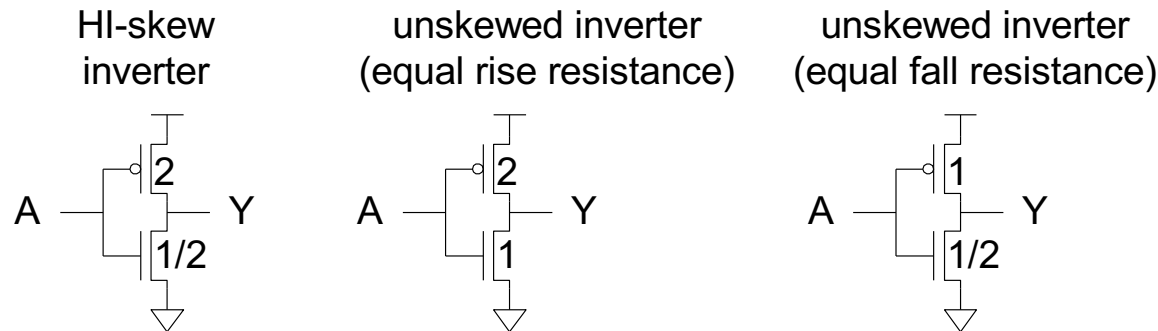 HI-skew
inverter
unskewed inverter
(equal rise resistance)
unskewed inverter
(equal fall resistance)
2
A
Y
1/2
2
A
Y
1
1
A
Y
1/2